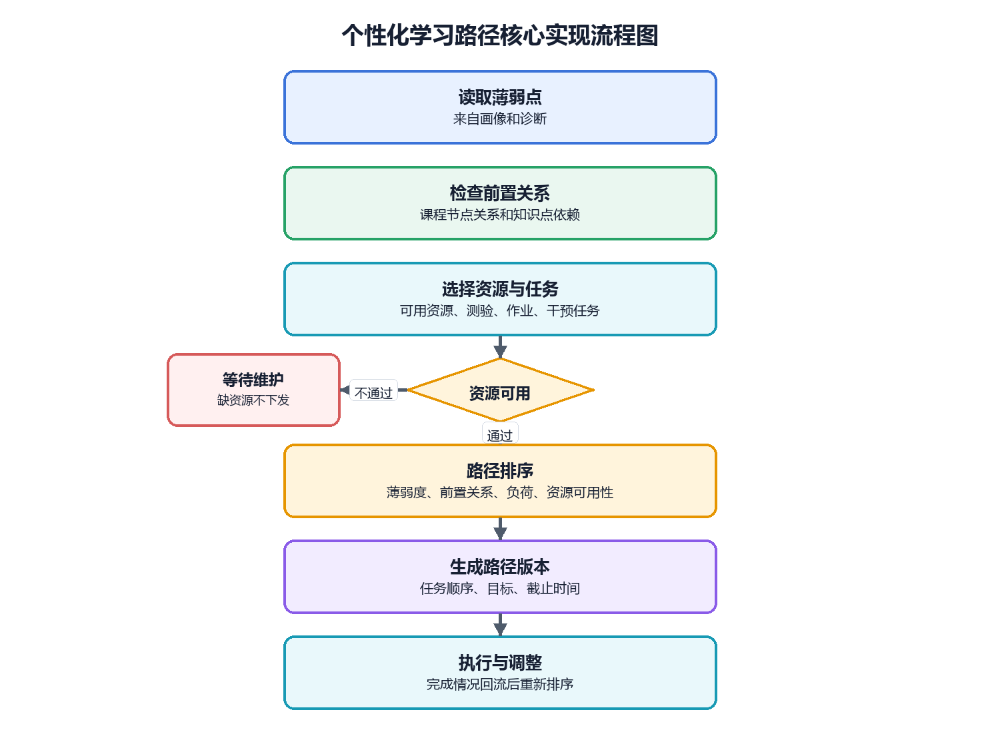 个性化学习路径核心实现流程图
读取薄弱点
来自画像和诊断
检查前置关系
课程节点关系和知识点依赖
选择资源与任务
可用资源、测验、作业、干预任务
等待维护
缺资源不下发
不通过
资源可用
通过
路径排序
薄弱度、前置关系、负荷、资源可用性
生成路径版本
任务顺序、目标、截止时间
执行与调整
完成情况回流后重新排序